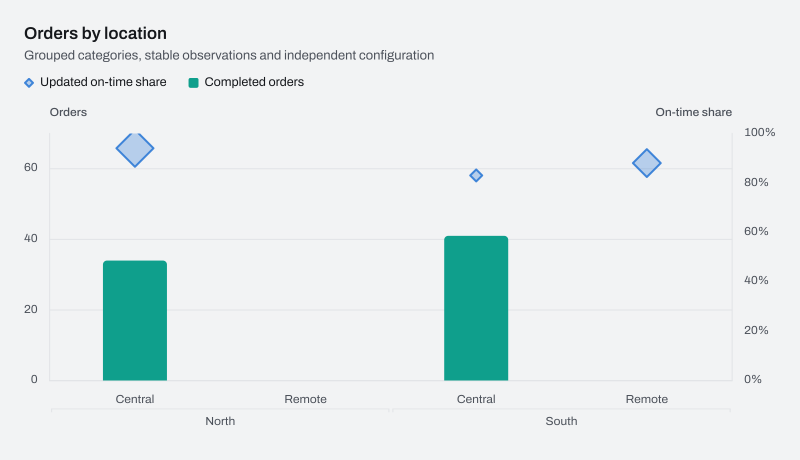 Orders by location
Grouped categories, stable observations and independent configuration
Updated on-time share Completed orders
Orders On-time share
100%
60
80%
60%
40
40%
20
20%
0 0%
Central Remote Central Remote
North South